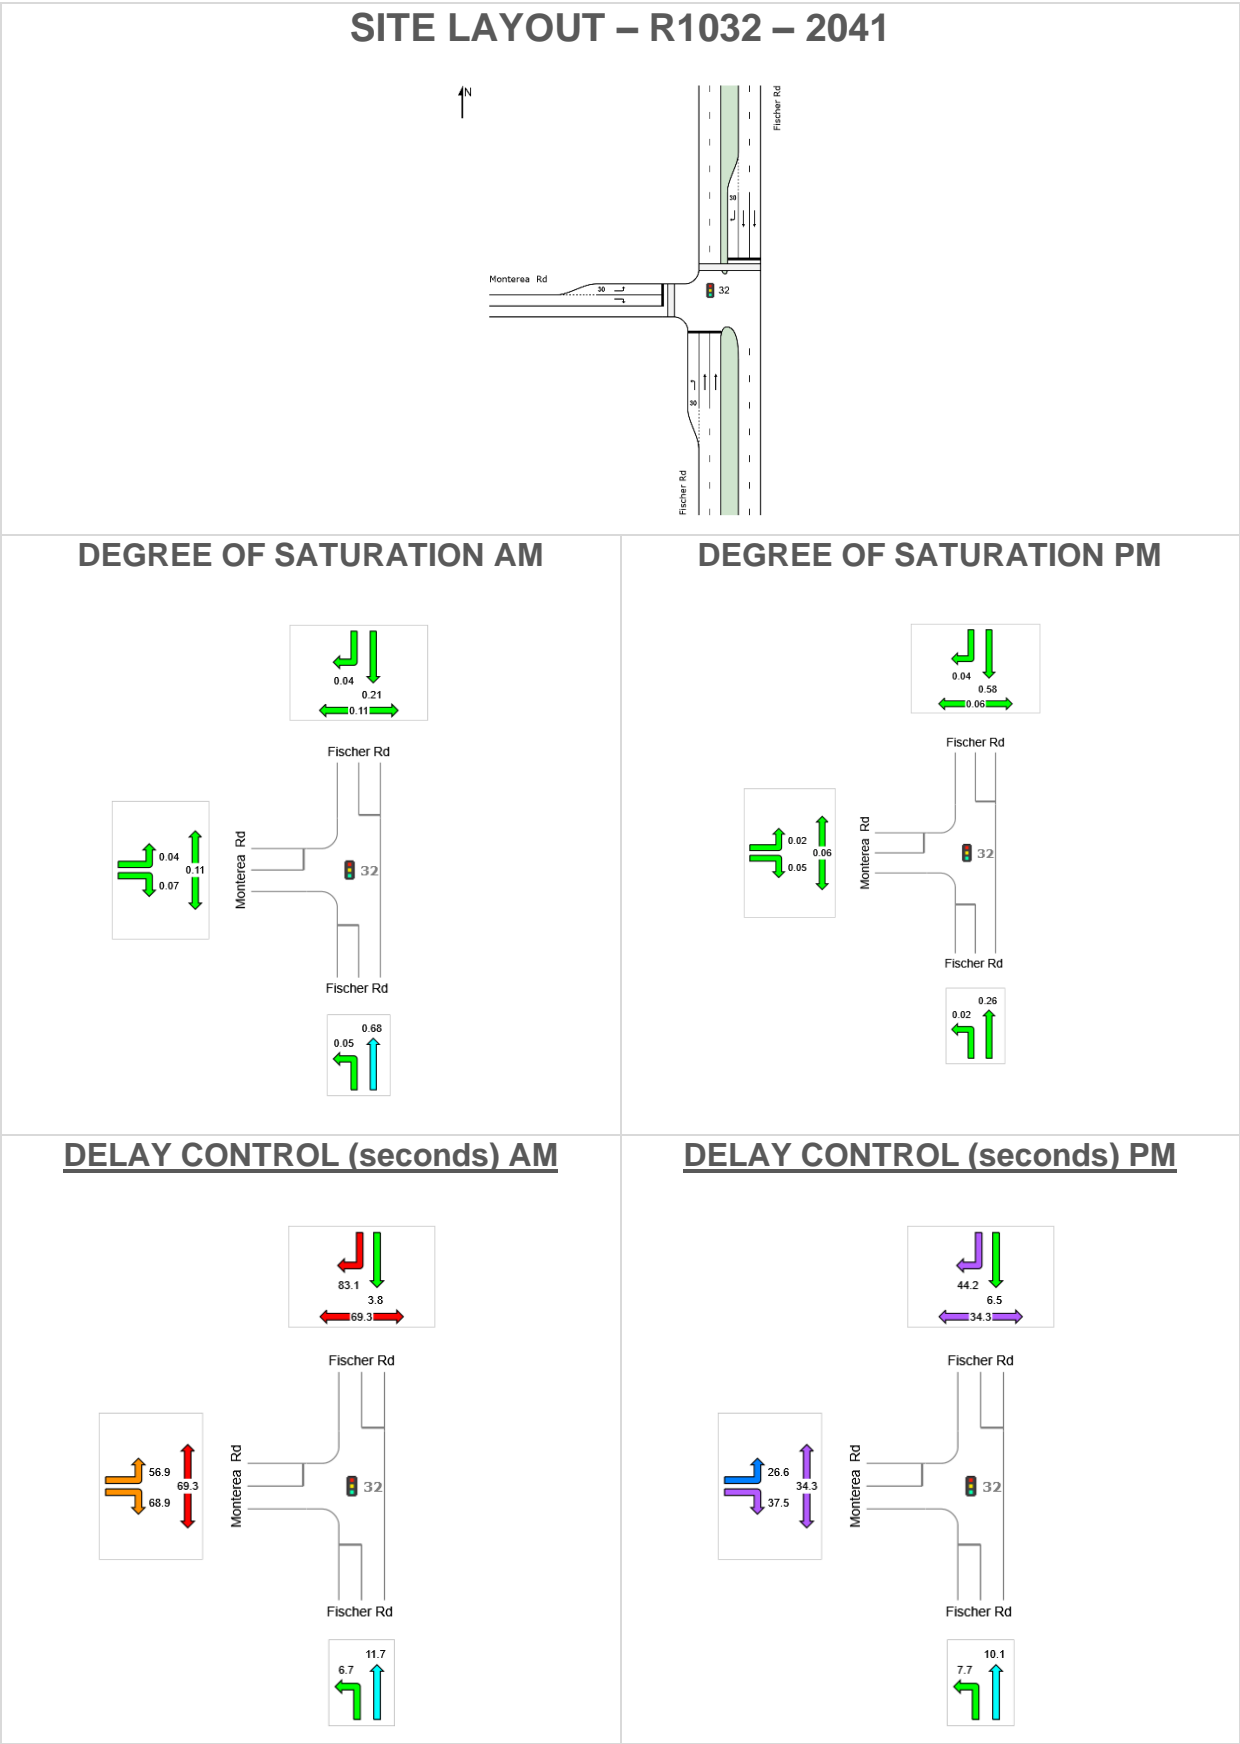 SITE LAYOUT – R1032 – 2041
N
Fischer Rd
30
Monterea Rd
30
32
30
Fischer Rd
DEGREE OF SATURATION AM
0.04
0.21
0.11
Fischer Rd
Monterea Rd
0.04
0.11
0.07
32
Fischer Rd
0.68
0.05
DEGREE OF SATURATION PM
0.04
0.58
0.06
Fischer Rd
Monterea Rd
0.02
0.06
0.05
32
Fischer Rd
0.26
0.02
DELAY CONTROL (seconds) AM
83.1
3.8
69.3
Fischer Rd
Monterea Rd
56.9
69.3
68.9
32
Fischer Rd
11.7
6.7
DELAY CONTROL (seconds) PM
44.2
6.5
34.3
Fischer Rd
Monterea Rd
26.6
34.3
37.5
32
Fischer Rd
10.1
7.7